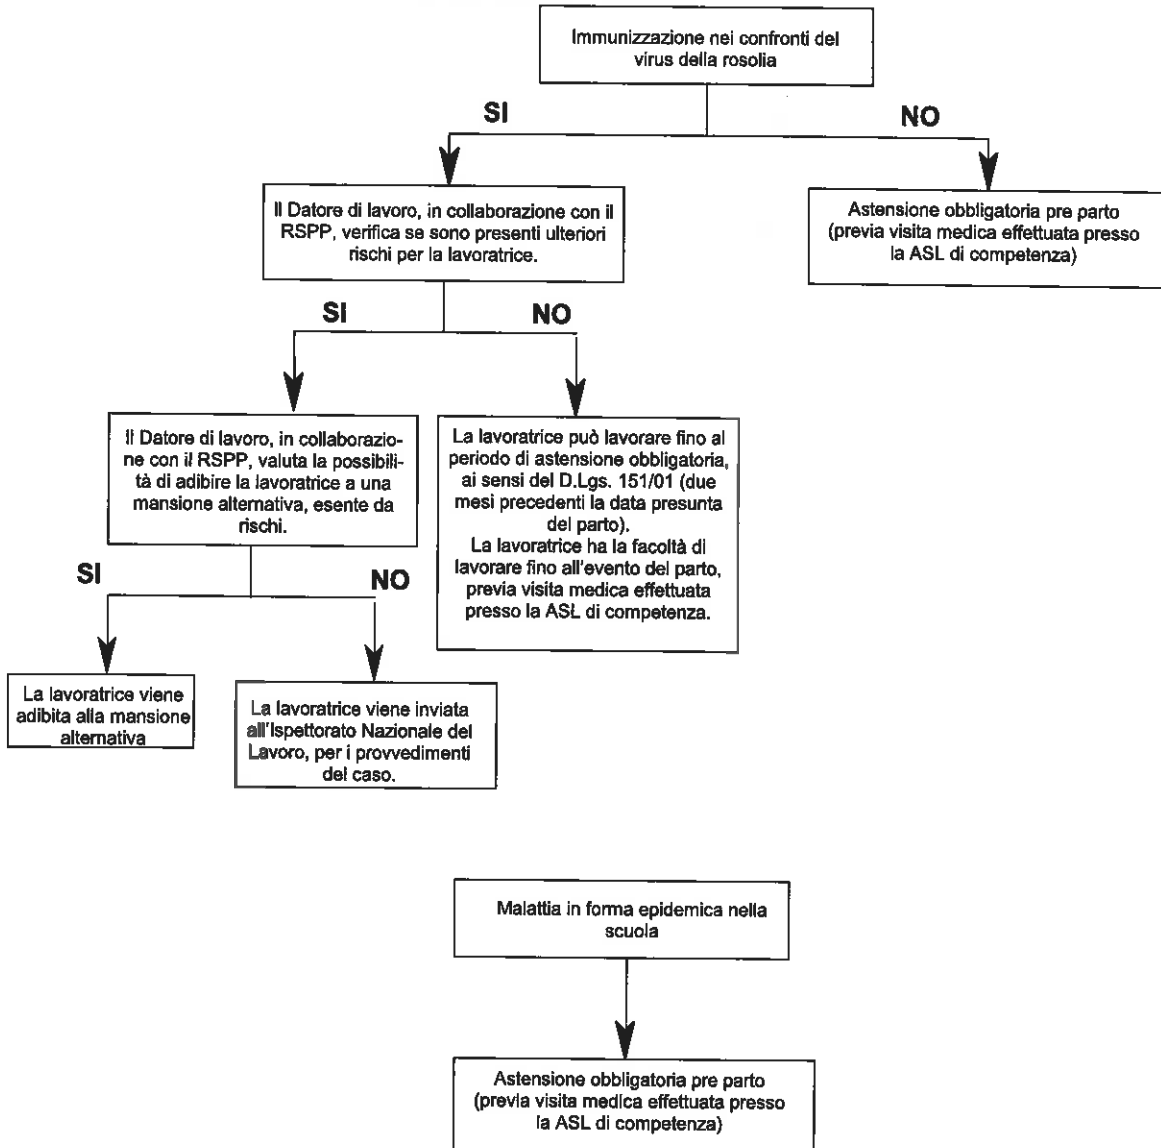 Immunizzazione nei confronti del
virus della rosolia
SI
NO
Il Datore di lavoro, in collaborazione con il
RSPP, verifica se sono presenti ulteriori
rischi per la lavoratrice.
Astensione obbligatoria pre parto
(previa visita medica effettuata presso
la ASL di competenza)
SI
NO
Il Datore di lavoro, in collaborazio-
ne con il RSPP, valuta la possibili-
tà di adibire la lavoratrice a una
mansione alternativa, esente da
rischi.
La lavoratrice può lavorare fino al
periodo di astensione obbligatoria,
ai sensi del D.Lgs. 151/01 (due
mesi precedenti la data presunta
del parto).
La lavoratrice ha la facoltà di
lavorare fino all'evento del parto,
previa visita medica effettuata
presso la ASL di competenza.
SI
NO
La lavoratrice viene
adibita alla mansione
alternativa
La lavoratrice viene inviata
all'Ispettorato Nazionale del
Lavoro, per i provvedimenti
del caso.
Malattia in forma epidemica nella
scuola
Astensione obbligatoria pre parto
(previa visita medica effettuata presso
la ASL di competenza)